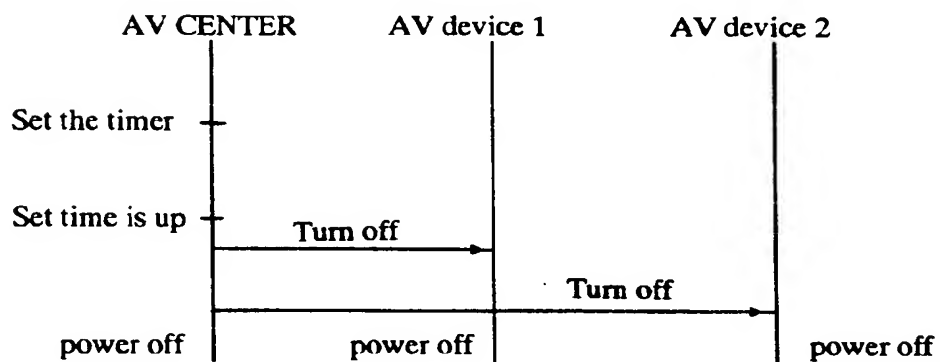 AV CENTER AV device 1 AV device 2
Set the timer
Set time is up
Turn off
Turn off
power off power off power off